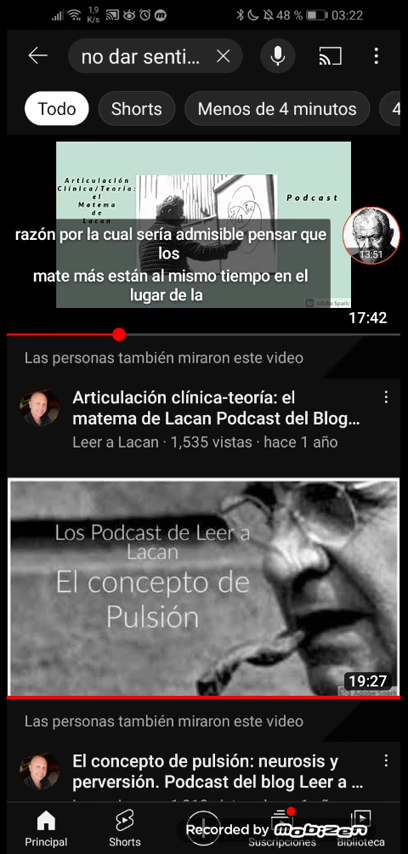 1.9
K/s
48 %
03:22
no dar senti...
Todo
Shorts
Menos de 4 minutos
4
Articulación
Clínica/Teoría:
el
Matema
de
Lacan
Podcast
razón por la cual sería admisible pensar que
los
mate más están al mismo tiempo en el
lugar de la
13:51
Adobe Spark
17:42
Las personas también miraron este video
Articulación clínica-teoría: el
matema de Lacan Podcast del Blog...
Leer a Lacan · 1,535 vistas · hace 1 año
Los Podcast de Leer a
Lacan
El concepto de
Pulsión
19:27
Las personas también miraron este video
El concepto de pulsión: neurosis y
perversión. Podcast del blog Leer a ...
Principal
Shorts
Recorded by
mobizen
Suscripciones
Biblioteca